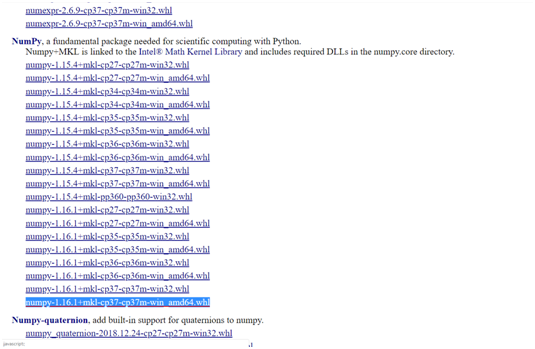 numexpr-2.6.9-cp37-cp37m-win32.whl
numexpr-2.6.9-cp37-cp37m-win_amd64.whl
NumPy, a fundamental package needed for scientific computing with Python.
Numpy+MKL is linked to the Intel® Math Kernel Library and includes required DLLs in the numpy.core directory.
numpy-1.15.4+mkl-cp27-cp27m-win32.whl
numpy-1.15.4+mkl-cp27-cp27m-win_amd64.whl
numpy-1.15.4+mkl-cp34-cp34m-win32.whl
numpy-1.15.4+mkl-cp34-cp34m-win_amd64.whl
numpy-1.15.4+mkl-cp35-cp35m-win32.whl
numpy-1.15.4+mkl-cp35-cp35m-win_amd64.whl
numpy-1.15.4+mkl-cp36-cp36m-win32.whl
numpy-1.15.4+mkl-cp36-cp36m-win_amd64.whl
numpy-1.15.4+mkl-cp37-cp37m-win32.whl
numpy-1.15.4+mkl-cp37-cp37m-win_amd64.whl
numpy-1.15.4+mkl-pp360-pp360-win32.whl
numpy-1.16.1+mkl-cp27-cp27m-win32.whl
numpy-1.16.1+mkl-cp27-cp27m-win_amd64.whl
numpy-1.16.1+mkl-cp35-cp35m-win32.whl
numpy-1.16.1+mkl-cp35-cp35m-win_amd64.whl
numpy-1.16.1+mkl-cp36-cp36m-win32.whl
numpy-1.16.1+mkl-cp36-cp36m-win_amd64.whl
numpy-1.16.1+mkl-cp37-cp37m-win32.whl
numpy-1.16.1+mkl-cp37-cp37m-win_amd64.whl
Numpy-quaternion, add built-in support for quaternions to numpy.
numpy_quaternion-2018.12.24-cp27-cp27m-win32.whl
javascript: